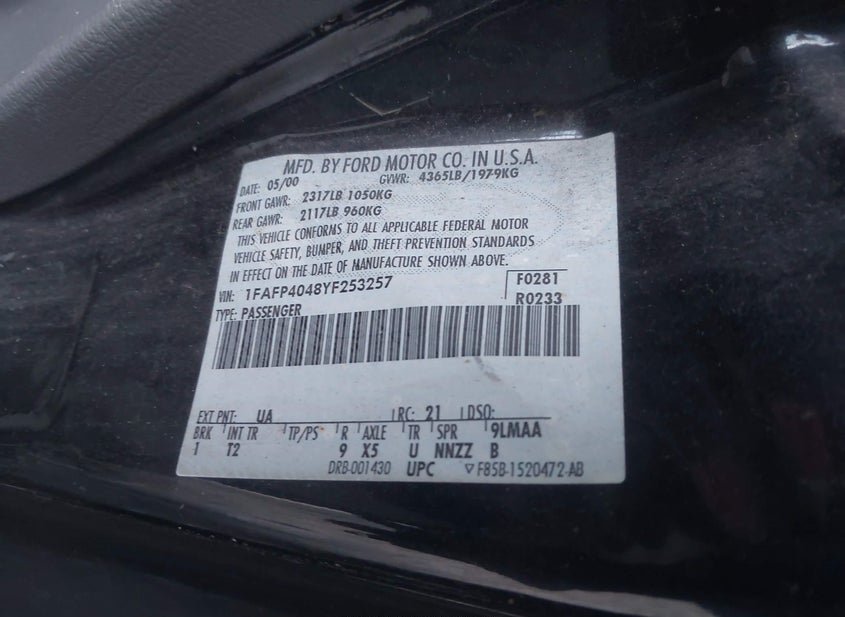 MFD. BY FORD MOTOR CO. IN U.S.A.
DATE: 05/00 GVWR: 4365LB/1979KG
FRONT GAWR: 2317LB 1050KG
REAR GAWR: 2117LB 960KG
THIS VEHICLE CONFORMS TO ALL APPLICABLE FEDERAL MOTOR
VEHICLE SAFETY, BUMPER, AND THEFT PREVENTION STANDARDS
IN EFFECT ON THE DATE OF MANUFACTURE SHOWN ABOVE.
VIN: 1FAFP4048YF253257 F0281
TYPE: PASSENGER R0233
EXT PNT: UA RC: 21 DSO:
BRK INT TR TP/PS R AXLE TR SPR 9LMAA
1 T2 9 X5 U NNZZ B
DRB-001430 UPC ▽ F85B-1520472-AB